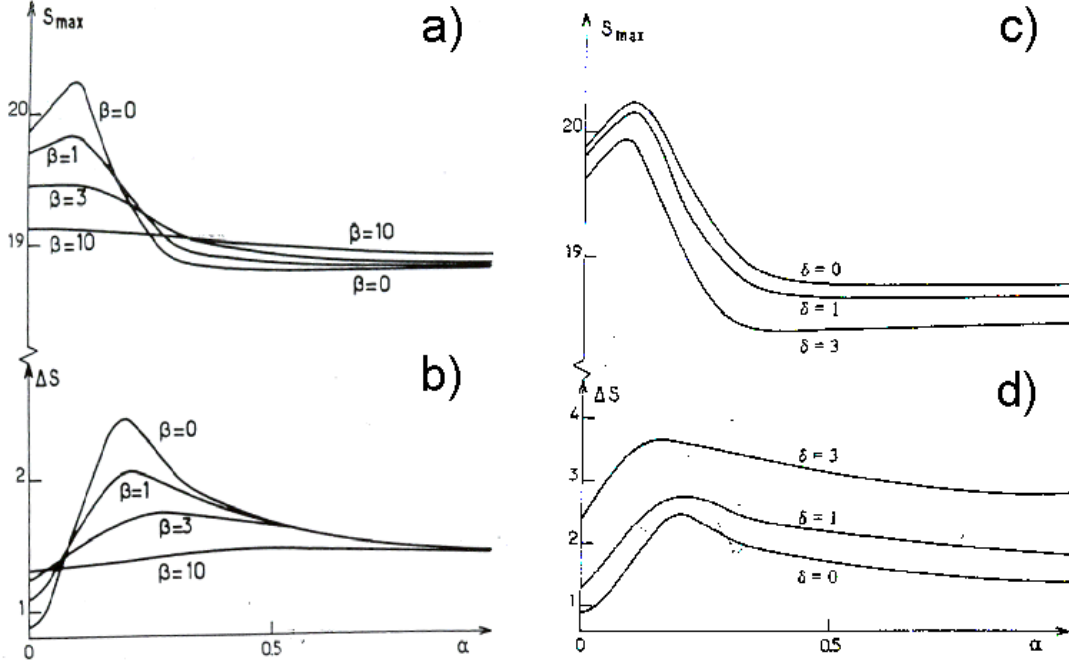 a)
S_max
20
β=0
β=1
β=3
β=10
19
β=10
β=0
b)
ΔS
2
β=0
β=1
β=3
β=10
1
0
0.5
α
c)
S_max
20
19
δ = 0
δ = 1
δ = 3
d)
ΔS
4
3
2
1
δ = 3
δ = 1
δ = 0
0
0.5
α